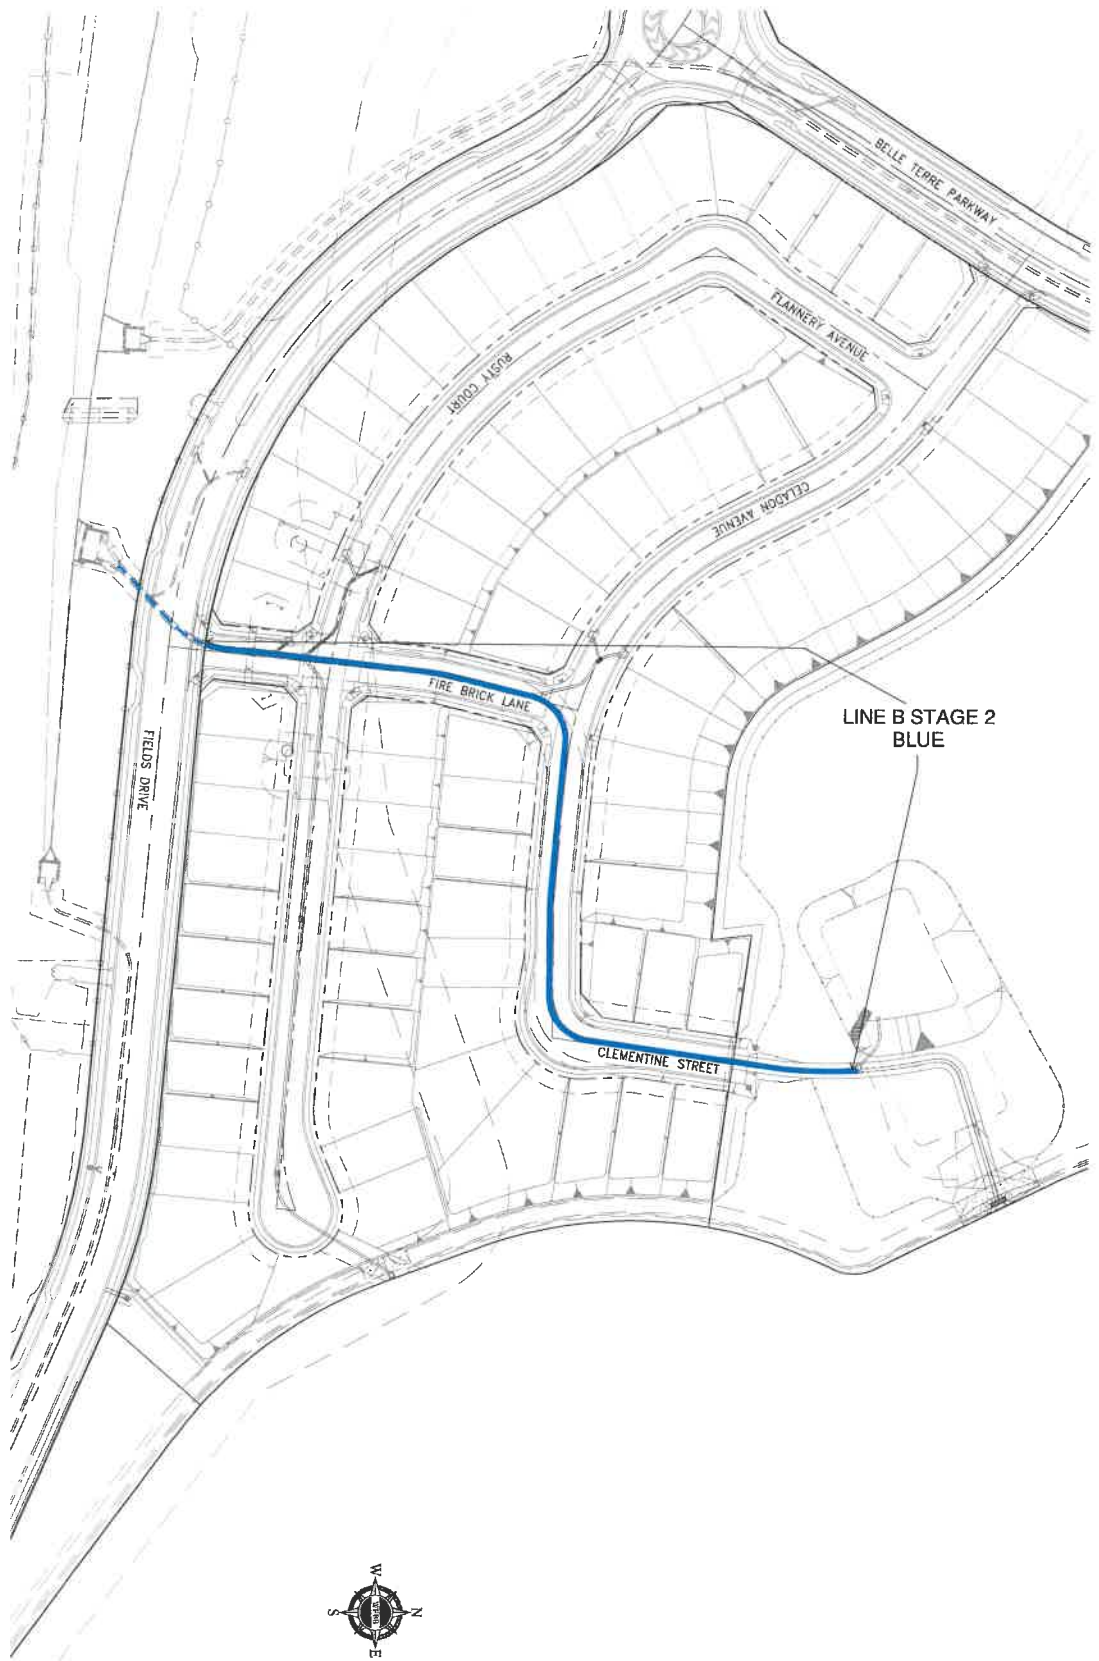 BELLE TERRE PARKWAY
FLANNERY AVENUE
RUSTY COURT
CELADON AVENUE
FIRE BRICK LANE
LINE B STAGE 2
BLUE
FIELDS DRIVE
CLEMENTINE STREET
W
N
S
E